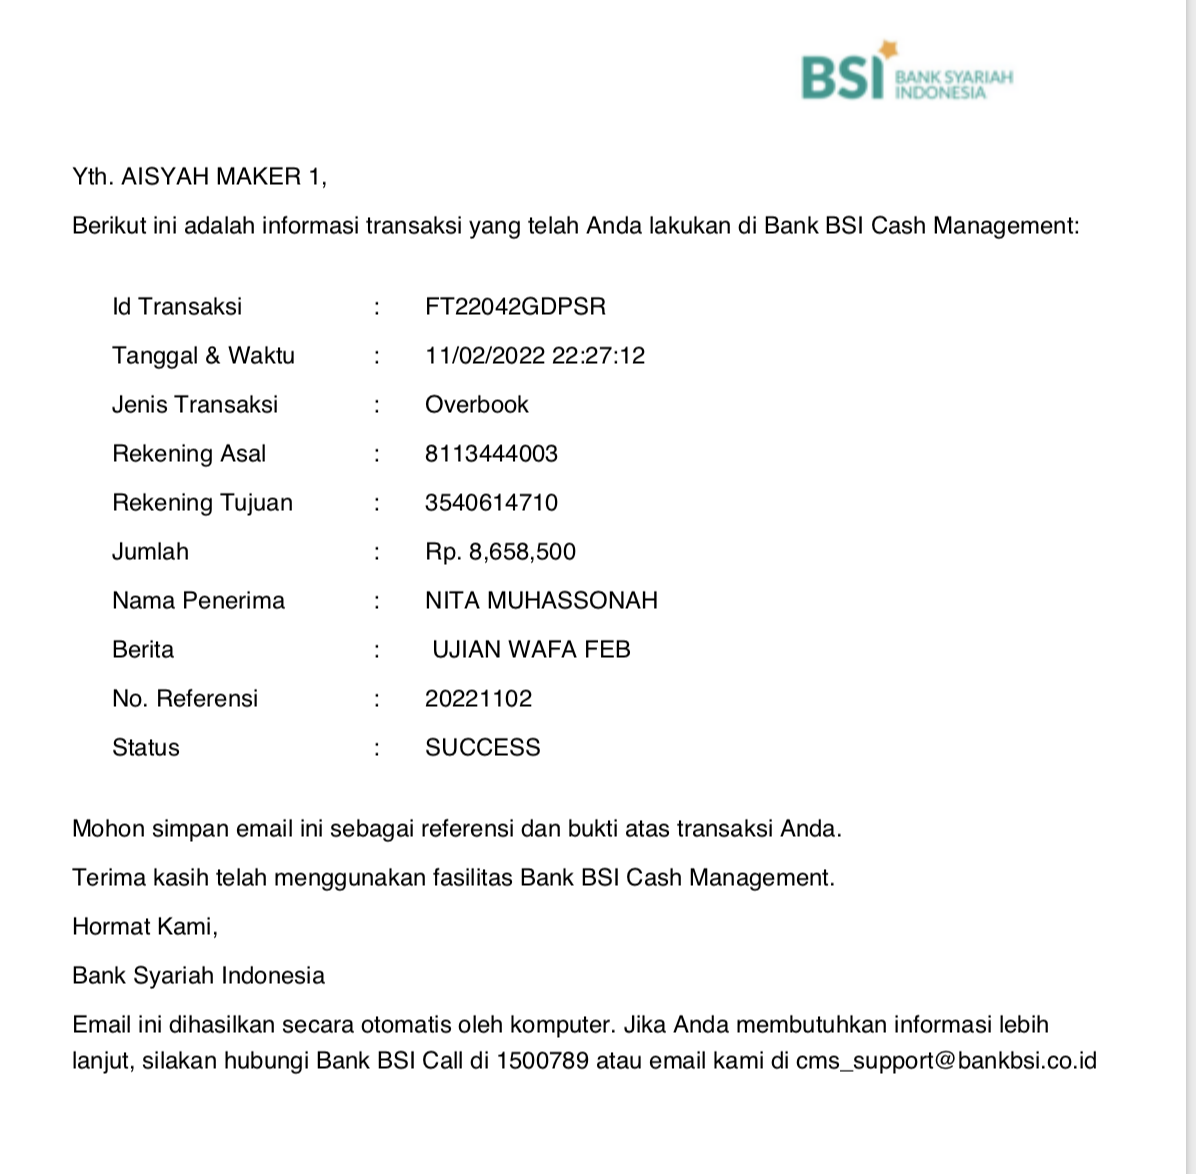 BSI BANK SYARIAH
INDONESIA
Yth. AISYAH MAKER 1,
Berikut ini adalah informasi transaksi yang telah Anda lakukan di Bank BSI Cash Management:
Id Transaksi : FT22042GDPSR
Tanggal & Waktu : 11/02/2022 22:27:12
Jenis Transaksi : Overbook
Rekening Asal : 8113444003
Rekening Tujuan : 3540614710
Jumlah : Rp. 8,658,500
Nama Penerima : NITA MUHASSONAH
Berita : UJIAN WAFA FEB
No. Referensi : 20221102
Status : SUCCESS
Mohon simpan email ini sebagai referensi dan bukti atas transaksi Anda.
Terima kasih telah menggunakan fasilitas Bank BSI Cash Management.
Hormat Kami,
Bank Syariah Indonesia
Email ini dihasilkan secara otomatis oleh komputer. Jika Anda membutuhkan informasi lebih
lanjut, silakan hubungi Bank BSI Call di 1500789 atau email kami di cms_support@bankbsi.co.id